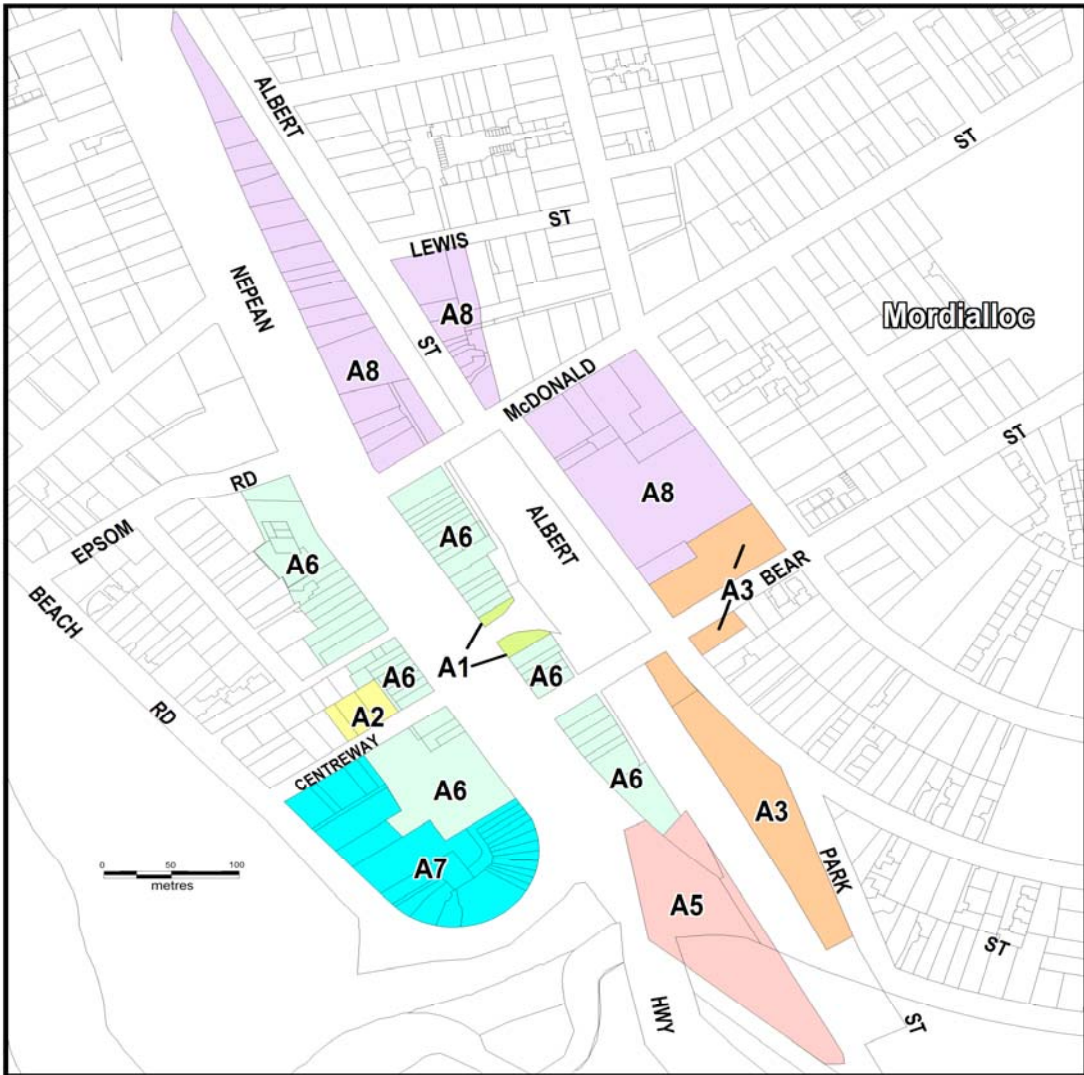 ALBERT
ST
LEWIS
ST
NEPEAN
A8
Mordialloc
ST
A8
McDONALD
ST
RD
A8
EPSOM
A6
ALBERT
A6
BEACH
A3
BEAR
A1
A6
A6
RD
A2
CENTREWAY
A6
A6
A3
0 50 100
metres
A7
PARK
A5
ST
HWY
ST